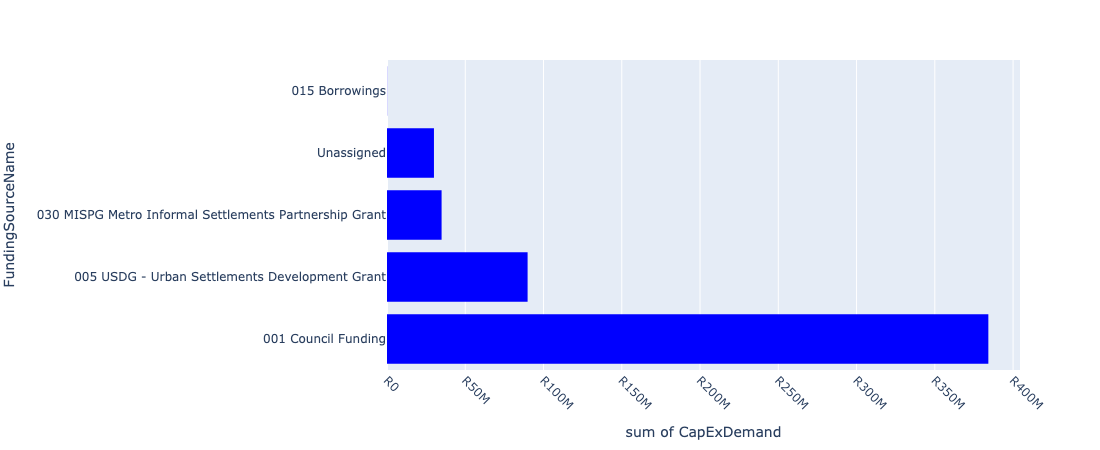 015 Borrowings
Unassigned
030 MISPG Metro Informal Settlements Partnership Grant
005 USDG - Urban Settlements Development Grant
001 Council Funding
FundingSourceName
R0
R50M
R100M
R150M
R200M
R250M
R300M
R350M
R400M
sum of CapExDemand